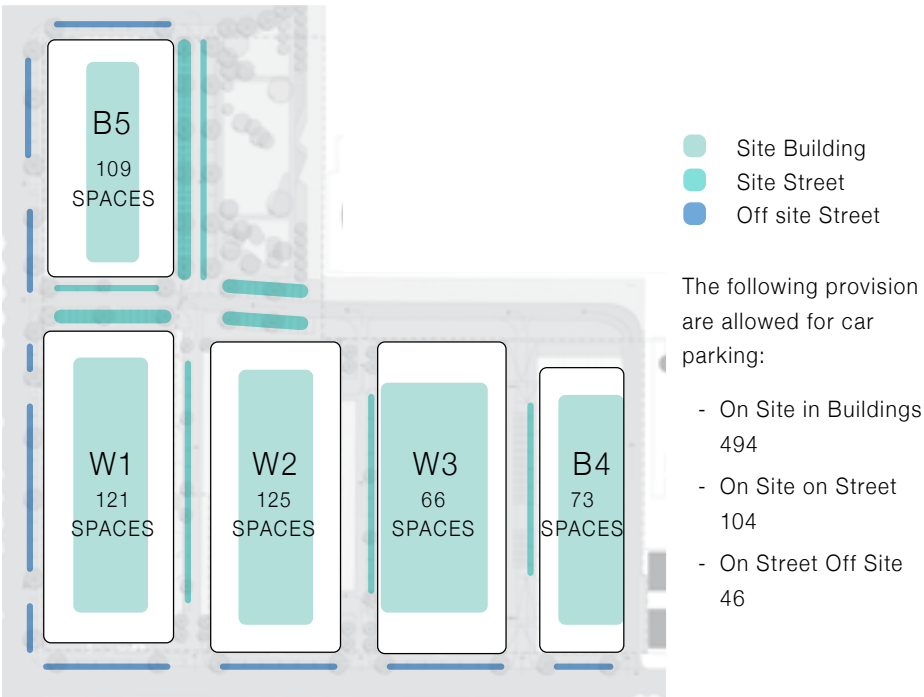 B5
109
SPACES
W1
121
SPACES
W2
125
SPACES
W3
66
SPACES
B4
73
SPACES
Site Building
Site Street
Off site Street
The following provision
are allowed for car
parking:
- On Site in Buildings
494
- On Site on Street
104
- On Street Off Site
46